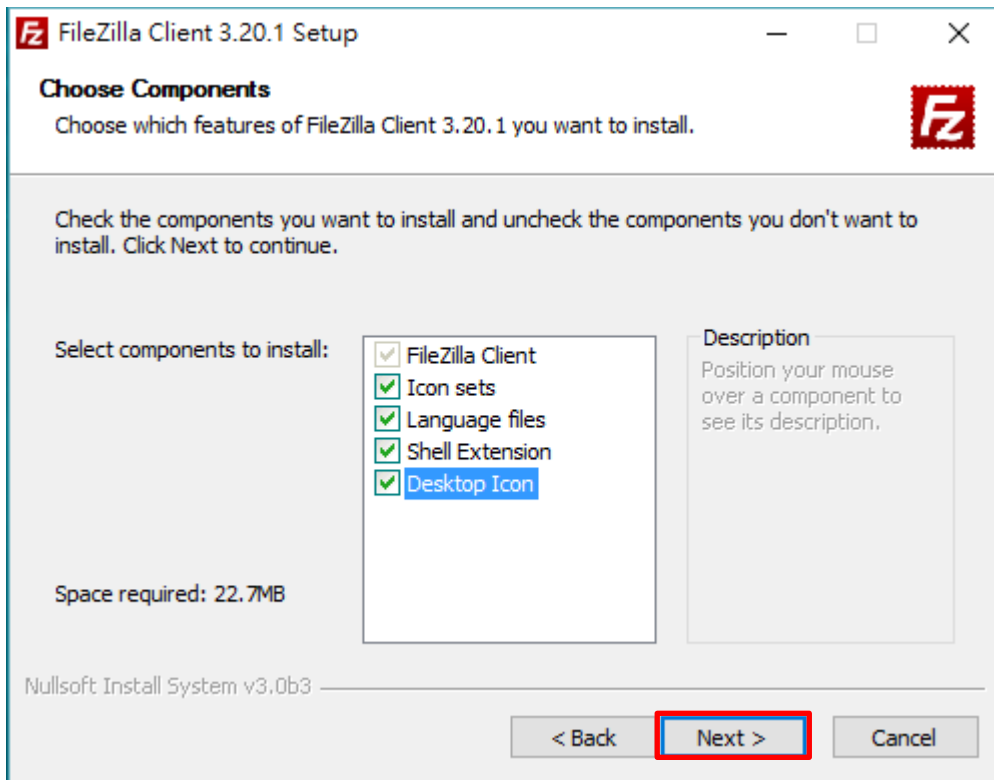 FileZilla Client 3.20.1 Setup
Choose Components
Choose which features of FileZilla Client 3.20.1 you want to install.
Fz
Check the components you want to install and uncheck the components you don't want to
install. Click Next to continue.
Select components to install:
FileZilla Client
Icon sets
Language files
Shell Extension
Desktop Icon
Description
Position your mouse
over a component to
see its description.
Space required: 22.7MB
Nullsoft Install System v3.0b3
< Back
Next >
Cancel